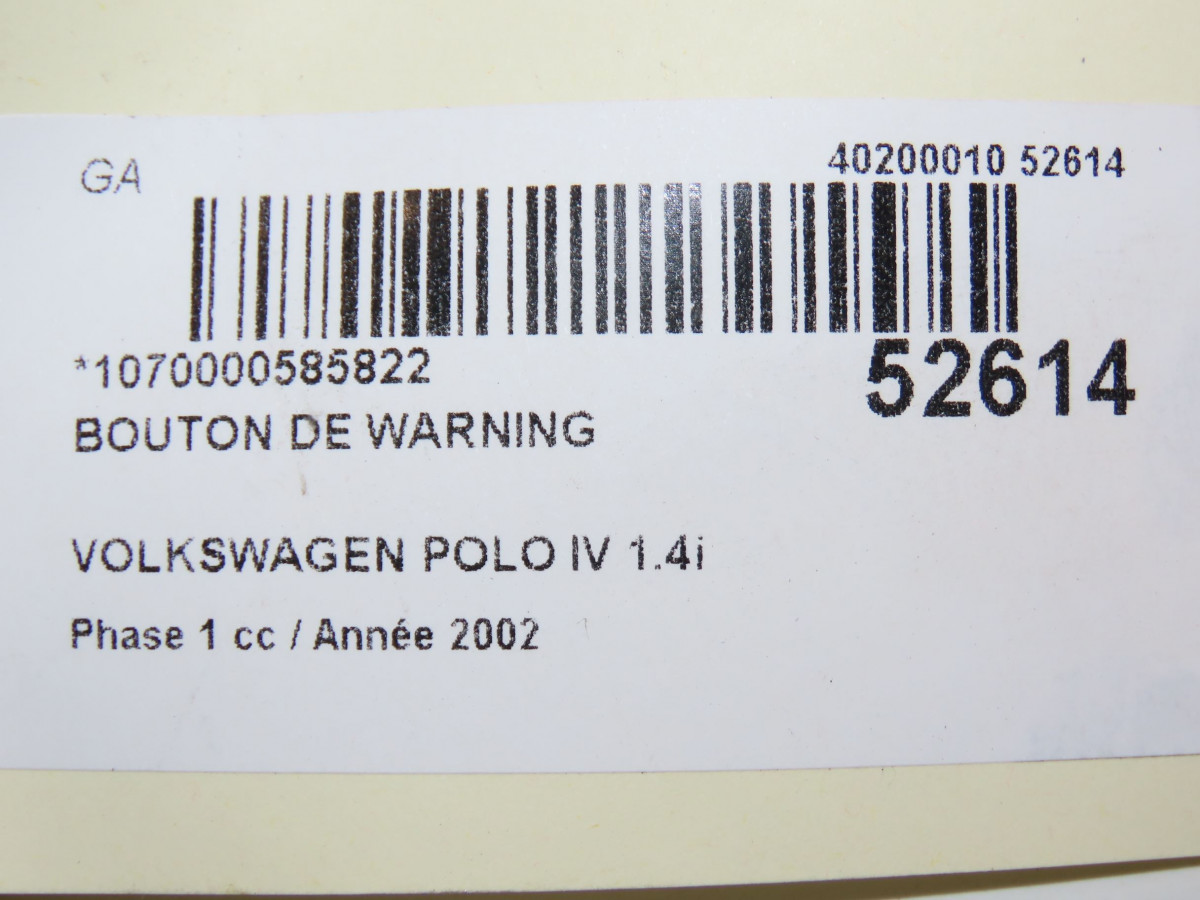 GA
40200010 52614
*1070000585822
52614
BOUTON DE WARNING
VOLKSWAGEN POLO IV 1.4i
Phase 1 cc / Année 2002